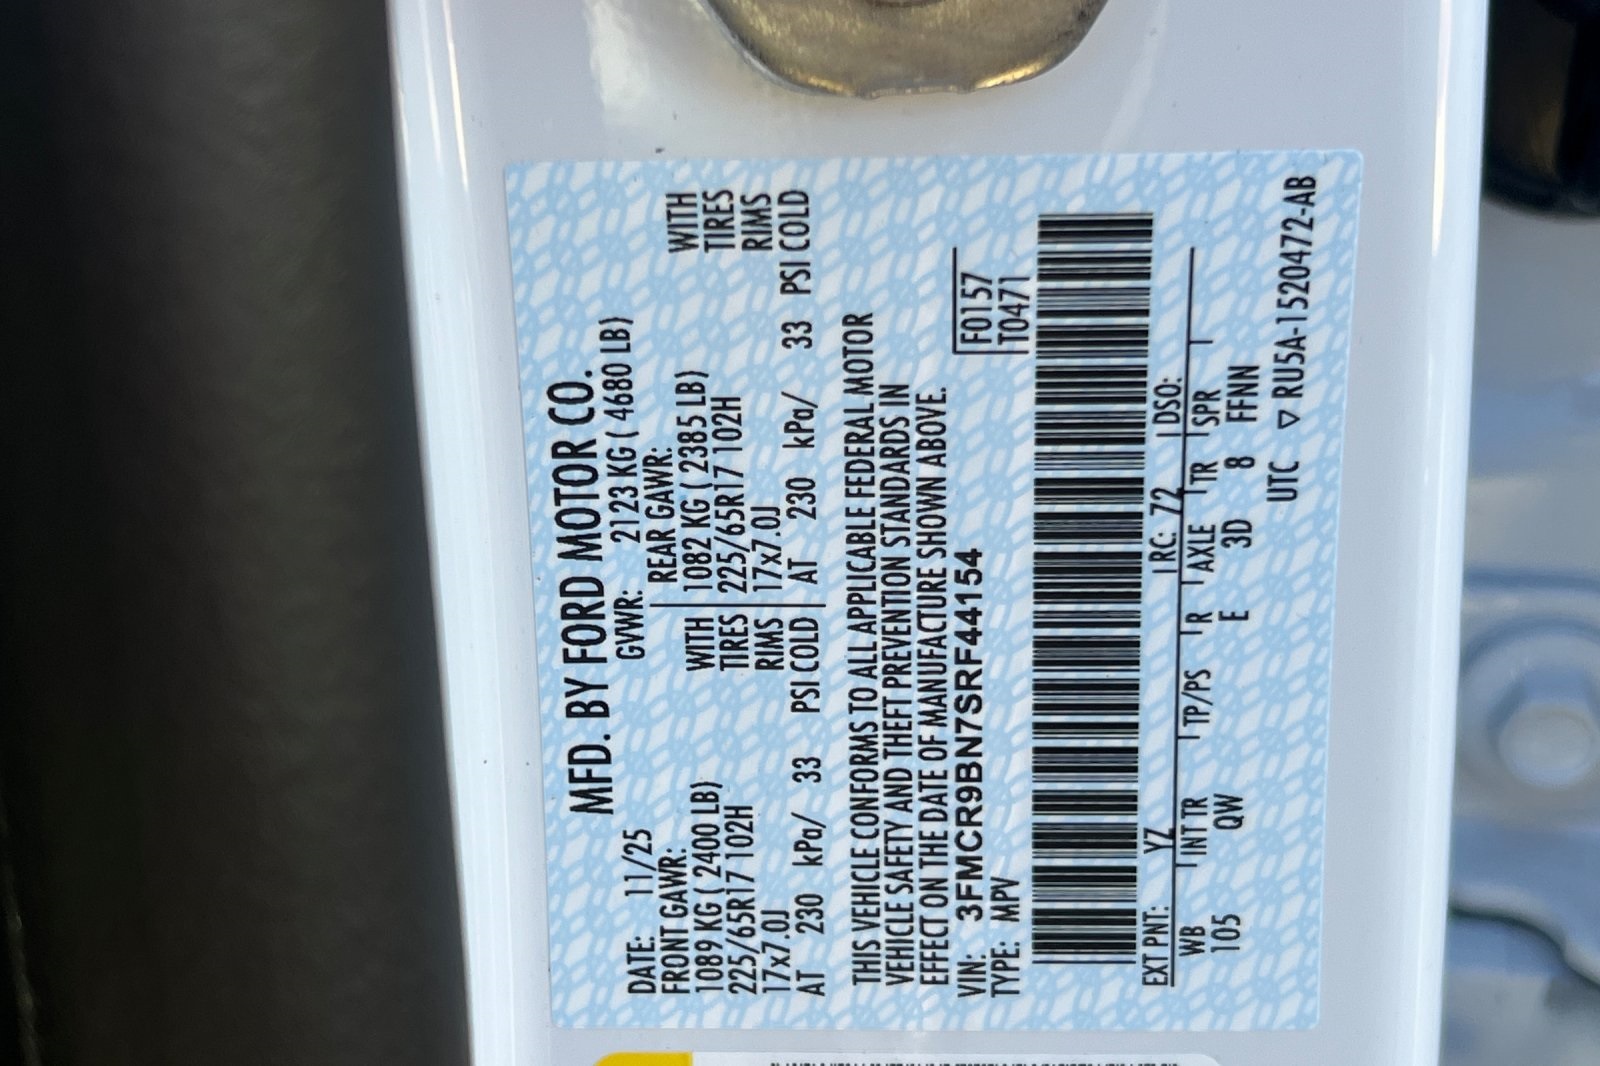 MFD. BY FORD MOTOR CO.
DATE: 11/25 GVWR: 2123 KG ( 4680 LB)
FRONT GAWR: REAR GAWR:
1089 KG ( 2400 LB) WITH 1082 KG ( 2385 LB) WITH
225/65R17 102H TIRES 225/65R17 102H TIRES
17x7.0J RIMS 17x7.0J RIMS
AT 230 kPa/ 33 PSI COLD AT 230 kPa/ 33 PSI COLD
THIS VEHICLE CONFORMS TO ALL APPLICABLE FEDERAL MOTOR
VEHICLE SAFETY AND THEFT PREVENTION STANDARDS IN
EFFECT ON THE DATE OF MANUFACTURE SHOWN ABOVE.
VIN: 3FMCR9BN7SRF44154 F0157
TYPE: MPV T0471
EXT PNT: YZ RC: 72 DSO:
WB INT TR TP/PS R AXLE TR SPR
105 QW E 3D 8 FFNN
UTC ▽ RU5A-1520472-AB